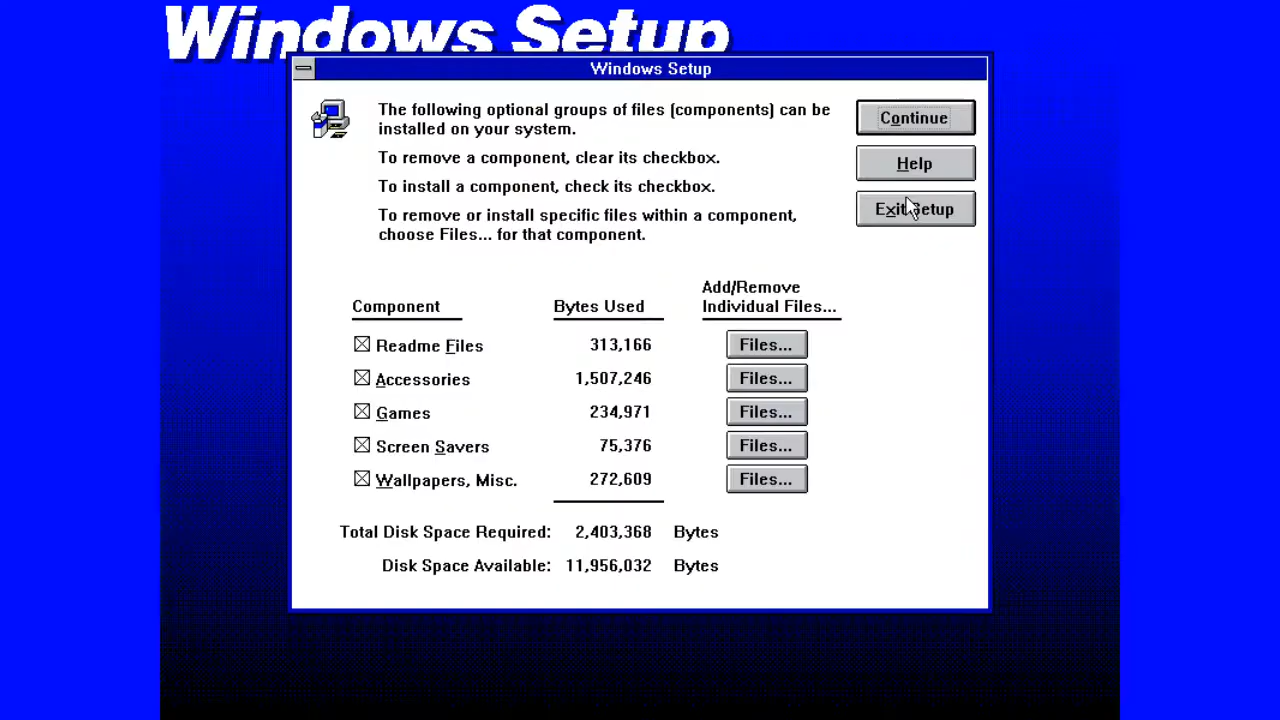 Windows Setup
Windows Setup
The following optional groups of files (components) can be
installed on your system.
To remove a component, clear its checkbox.
To install a component, check its checkbox.
To remove or install specific files within a component,
choose Files... for that component.
Continue
Help
Exit Setup
Component
Bytes Used
Add/Remove
Individual Files...
Readme Files 313,166 Files...
Accessories 1,507,246 Files...
Games 234,971 Files...
Screen Savers 75,376 Files...
Wallpapers, Misc. 272,609 Files...
Total Disk Space Required: 2,403,368 Bytes
Disk Space Available: 11,956,032 Bytes